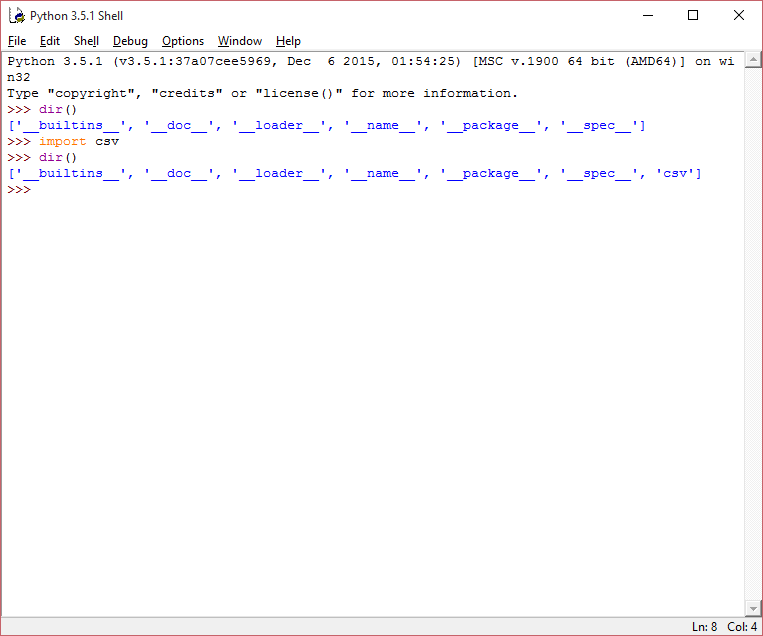 Python 3.5.1 Shell
File Edit Shell Debug Options Window Help
Python 3.5.1 (v3.5.1:37a07cee5969, Dec  6 2015, 01:54:25) [MSC v.1900 64 bit (AMD64)] on wi
n32
Type "copyright", "credits" or "license()" for more information.
>>> dir()
['__builtins__', '__doc__', '__loader__', '__name__', '__package__', '__spec__']
>>> import csv
>>> dir()
['__builtins__', '__doc__', '__loader__', '__name__', '__package__', '__spec__', 'csv']
>>>
Ln: 8 Col: 4